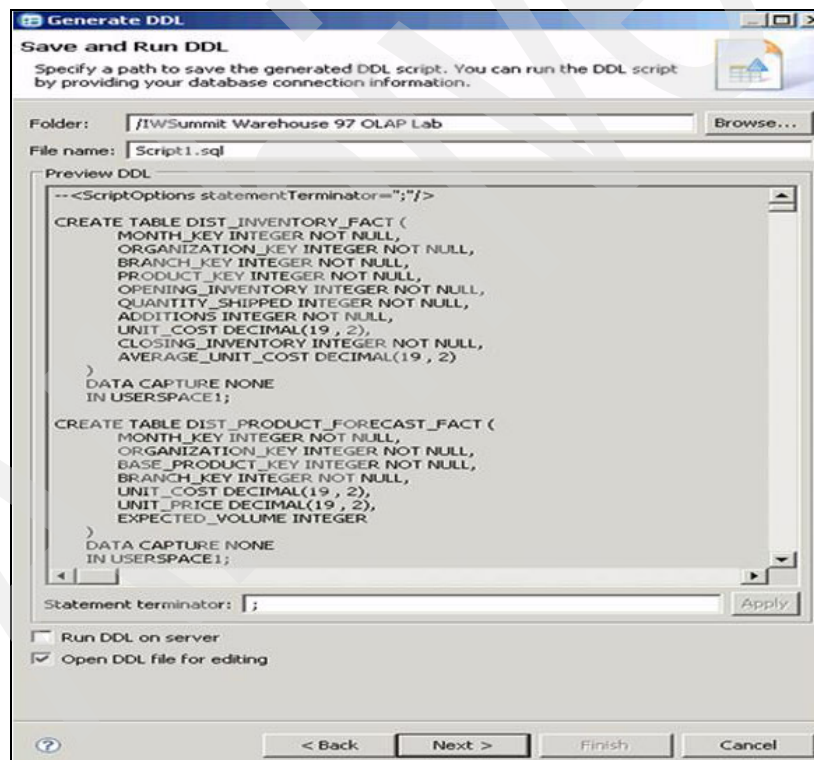 Generate DDL
Save and Run DDL
Specify a path to save the generated DDL script. You can run the DDL script
by providing your database connection information.
Folder: /IWSummit Warehouse 97 OLAP Lab Browse...
File name: Script1.sql
Preview DDL
--<ScriptOptions statementTerminator=";"/>
CREATE TABLE DIST_INVENTORY_FACT (
MONTH_KEY INTEGER NOT NULL,
ORGANIZATION_KEY INTEGER NOT NULL,
BRANCH_KEY INTEGER NOT NULL,
PRODUCT_KEY INTEGER NOT NULL,
OPENING_INVENTORY INTEGER NOT NULL,
QUANTITY_SHIPPED INTEGER NOT NULL,
ADDITIONS INTEGER NOT NULL,
UNIT_COST DECIMAL(19 , 2),
CLOSING_INVENTORY INTEGER NOT NULL,
AVERAGE_UNIT_COST DECIMAL(19 , 2)
)
DATA CAPTURE NONE
IN USERSPACE1;
CREATE TABLE DIST_PRODUCT_FORECAST_FACT (
MONTH_KEY INTEGER NOT NULL,
ORGANIZATION_KEY INTEGER NOT NULL,
BASE_PRODUCT_KEY INTEGER NOT NULL,
BRANCH_KEY INTEGER NOT NULL,
UNIT_COST DECIMAL(19 , 2),
UNIT_PRICE DECIMAL(19 , 2),
EXPECTED_VOLUME INTEGER
)
DATA CAPTURE NONE
IN USERSPACE1;
Statement terminator: ; Apply
Run DDL on server
Open DDL file for editing
? < Back Next > Finish Cancel